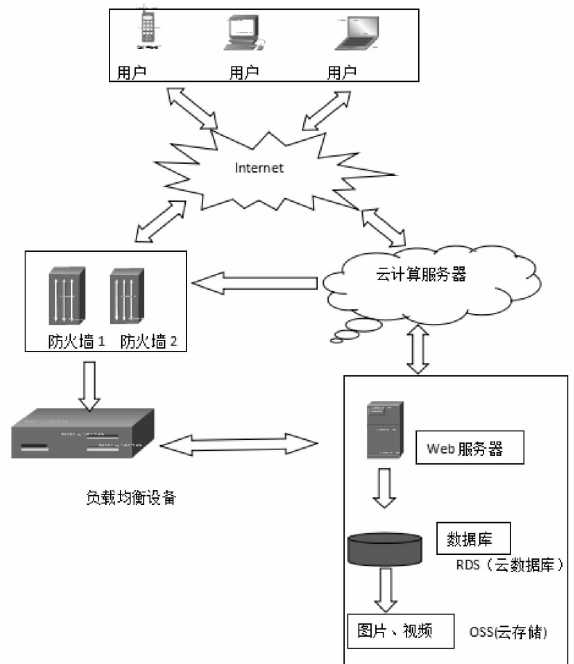 用户 用户 用户
Internet
云计算服务器
防火墙 1 防火墙 2
Web 服务器
负载均衡设备
数据库
RDS（云数据库）
图片、视频
OSS(云存储)